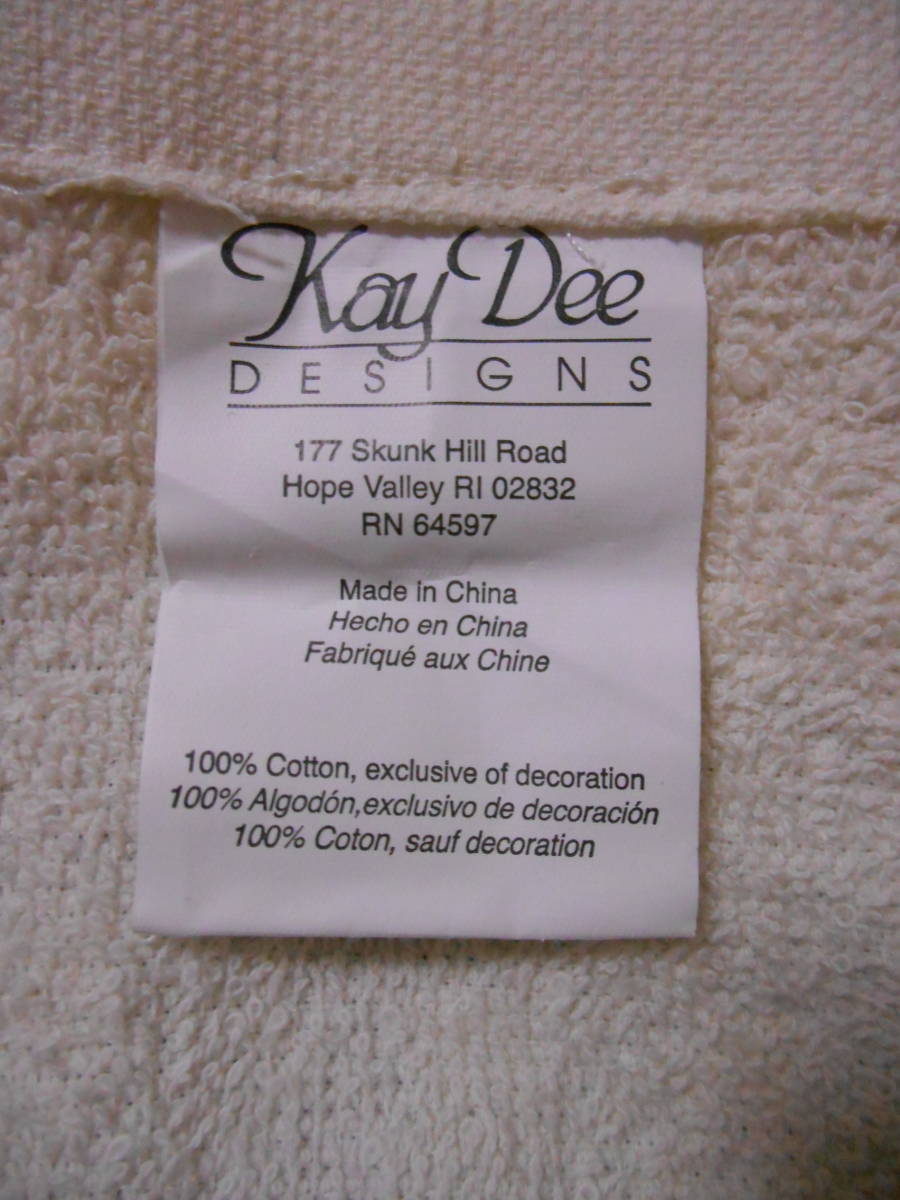 Kay Dee
DESIGNS
177 Skunk Hill Road
Hope Valley RI 02832
RN 64597
Made in China
Hecho en China
Fabriqué aux Chine
100% Cotton, exclusive of decoration
100% Algodón,exclusivo de decoración
100% Coton, sauf decoration